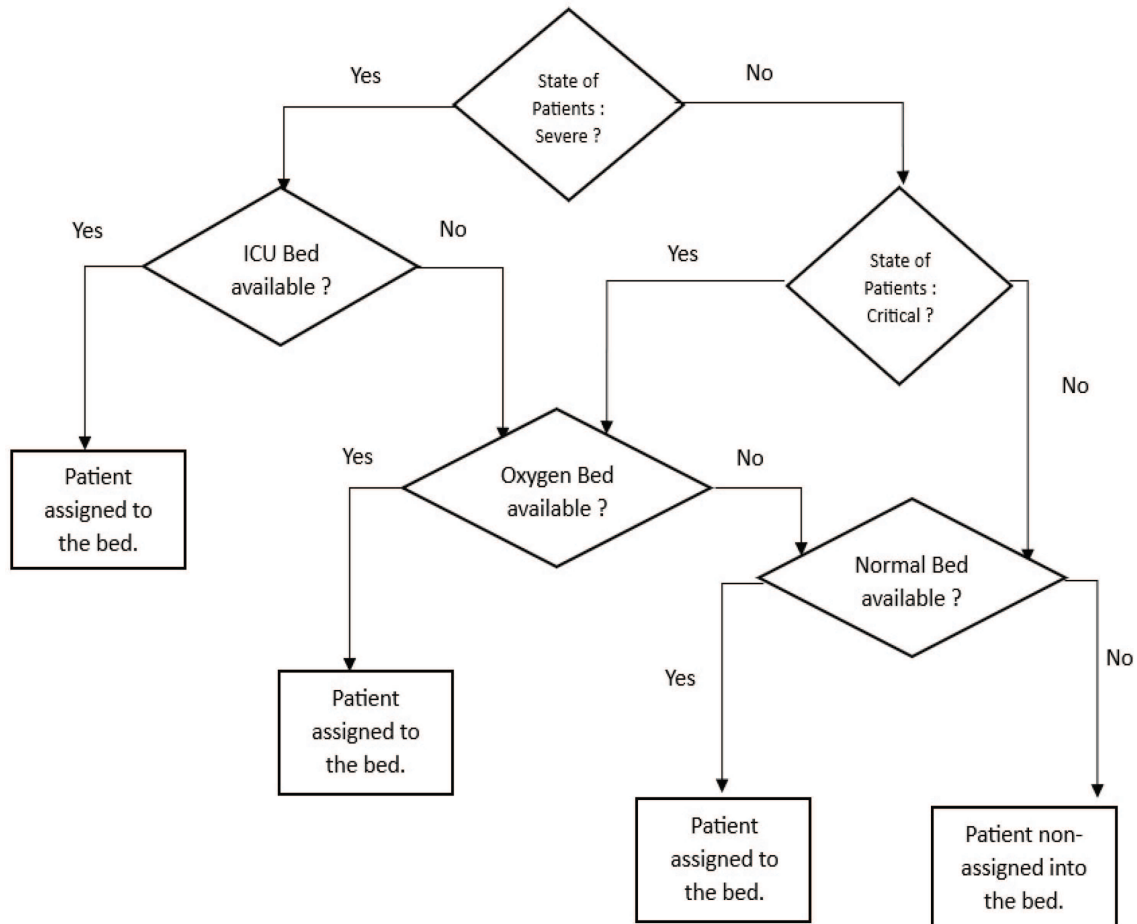 Yes
No
State of
Patients :
Severe ?
Yes
No
ICU Bed
available ?
Yes
State of
Patients :
Critical ?
No
Patient
assigned to
the bed.
Yes
Oxygen Bed
available ?
No
Normal Bed
available ?
Patient
assigned to
the bed.
Yes
No
Patient
assigned to
the bed.
Patient non-
assigned into
the bed.